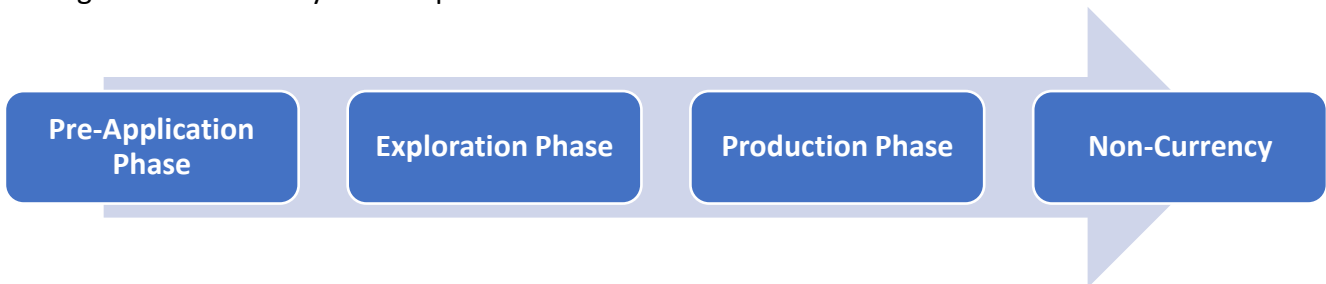 Pre-Application
Phase
Exploration Phase
Production Phase
Non-Currency